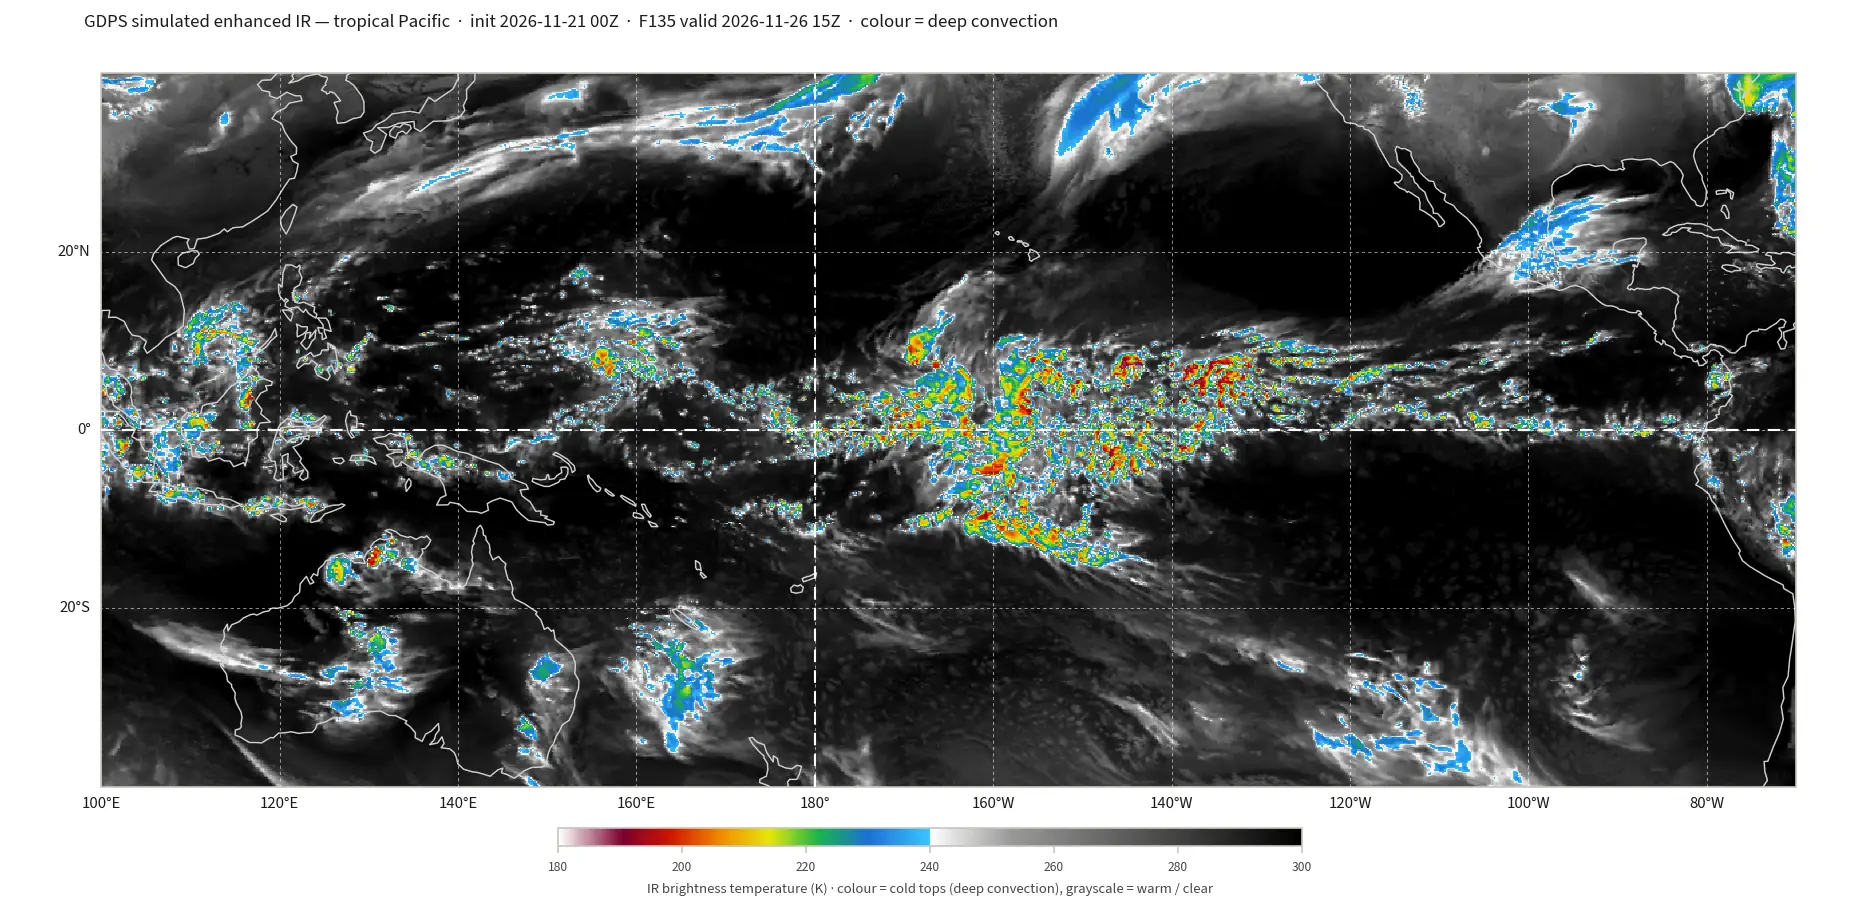 GDPS simulated enhanced IR — tropical Pacific · init 2026-11-21 00Z · F135 valid 2026-11-26 15Z · colour = deep convection
20°N
0°
20°S
100°E 120°E 140°E 160°E 180° 160°W 140°W 120°W 100°W 80°W
180 200 220 240 260 280 300
IR brightness temperature (K) · colour = cold tops (deep convection), grayscale = warm / clear